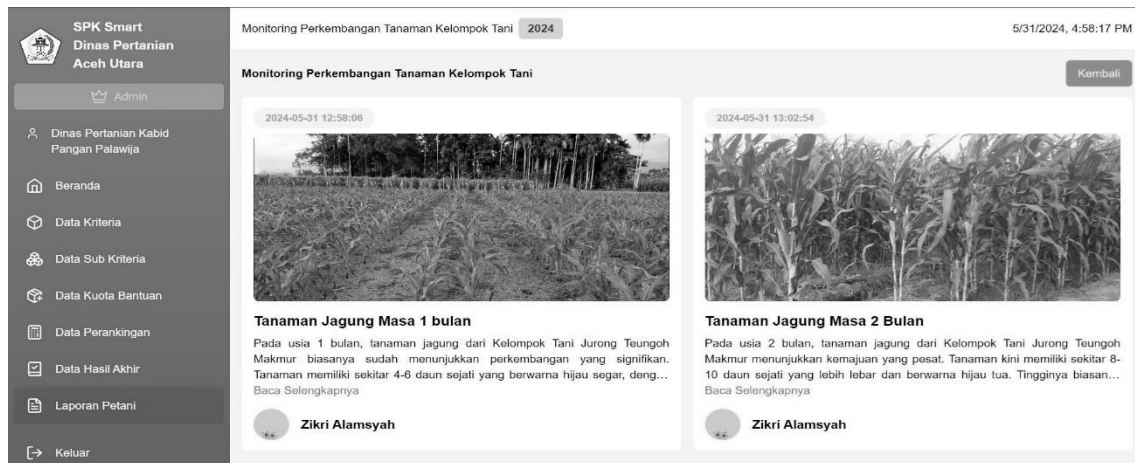 SPK Smart
Dinas Pertanian
Aceh Utara
Admin
Dinas Pertanian Kabid
Pangan Palawija
Beranda
Data Kriteria
Data Sub Kriteria
Data Kuota Bantuan
Data Perankingan
Data Hasil Akhir
Laporan Petani
Keluar
Monitoring Perkembangan Tanaman Kelompok Tani 2024
5/31/2024, 4:58:17 PM
Monitoring Perkembangan Tanaman Kelompok Tani
Kembali
2024-05-31 12:58:06
Tanaman Jagung Masa 1 bulan
Pada usia 1 bulan, tanaman jagung dari Kelompok Tani Jurong Teungoh
Makmur biasanya sudah menunjukkan perkembangan yang signifikan.
Tanaman memiliki sekitar 4-6 daun sejati yang berwarna hijau segar, deng...
Baca Selengkapnya
Zikri Alamsyah
2024-05-31 13:02:54
Tanaman Jagung Masa 2 Bulan
Pada usia 2 bulan, tanaman jagung dari Kelompok Tani Jurong Teungoh
Makmur menunjukkan kemajuan yang pesat. Tanaman kini memiliki sekitar 8-
10 daun sejati yang lebih lebar dan berwarna hijau tua. Tingginya biasan...
Baca Selengkapnya
Zikri Alamsyah